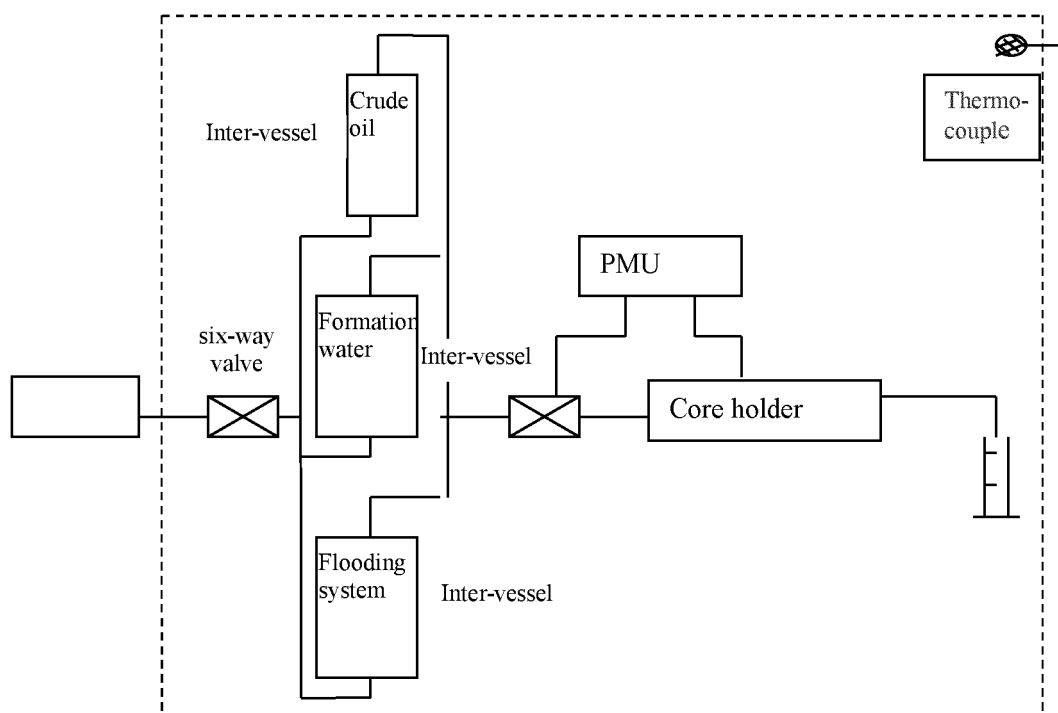 Crude
oil
Inter-vessel
Thermo-
couple
PMU
Formation
water
six-way
valve
Inter-vessel
Core holder
Flooding
system
Inter-vessel